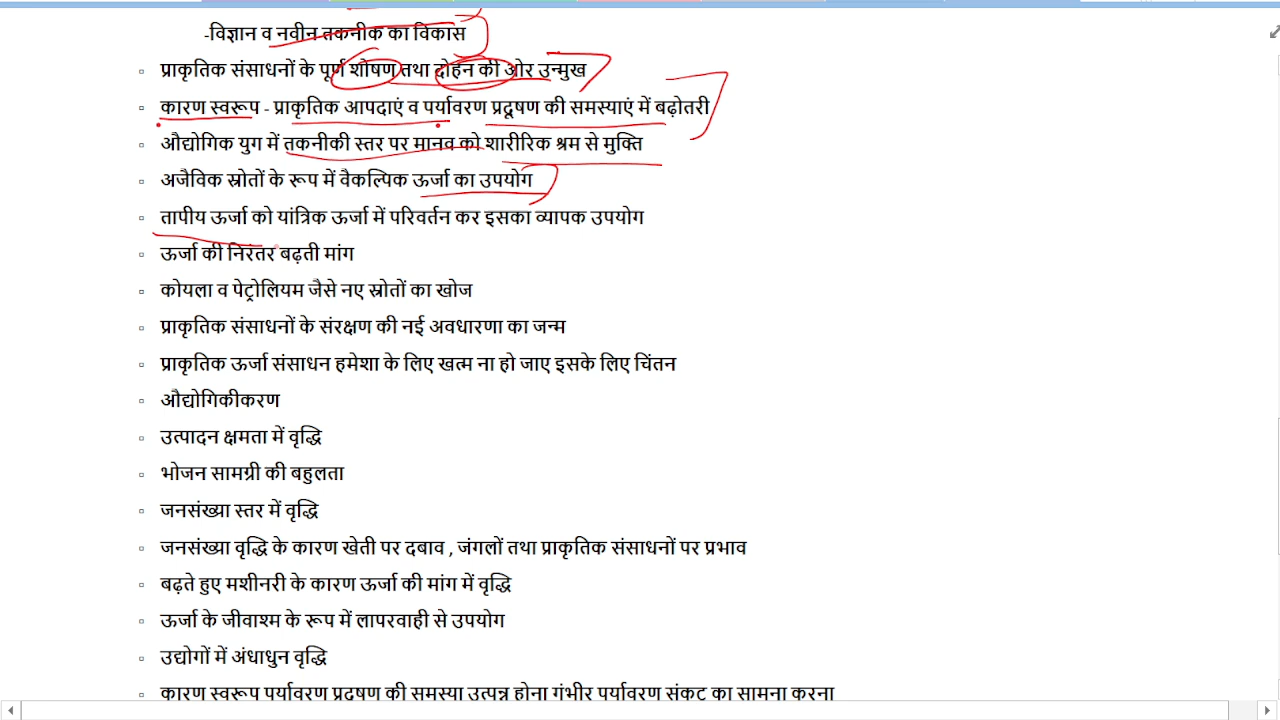 -विज्ञान व नवीन तकनीक का विकास
▫ प्राकृतिक संसाधनों के पूर्ण शोषण तथा दोहन की ओर उन्मुख
▫ कारण स्वरूप - प्राकृतिक आपदाएं व पर्यावरण प्रदूषण की समस्याएं में बढ़ोतरी
▫ औद्योगिक युग में तकनीकी स्तर पर मानव को शारीरिक श्रम से मुक्ति
▫ अजैविक स्रोतों के रूप में वैकल्पिक ऊर्जा का उपयोग
▫ तापीय ऊर्जा को यांत्रिक ऊर्जा में परिवर्तन कर इसका व्यापक उपयोग
▫ ऊर्जा की निरंतर बढ़ती मांग
▫ कोयला व पेट्रोलियम जैसे नए स्रोतों का खोज
▫ प्राकृतिक संसाधनों के संरक्षण की नई अवधारणा का जन्म
▫ प्राकृतिक ऊर्जा संसाधन हमेशा के लिए खत्म ना हो जाए इसके लिए चिंतन
▫ औद्योगिकीकरण
▫ उत्पादन क्षमता में वृद्धि
▫ भोजन सामग्री की बहुलता
▫ जनसंख्या स्तर में वृद्धि
▫ जनसंख्या वृद्धि के कारण खेती पर दबाव , जंगलों तथा प्राकृतिक संसाधनों पर प्रभाव
▫ बढ़ते हुए मशीनरी के कारण ऊर्जा की मांग में वृद्धि
▫ ऊर्जा के जीवाश्म के रूप में लापरवाही से उपयोग
▫ उद्योगों में अंधाधुन वृद्धि
▫ कारण स्वरूप पर्यावरण प्रदूषण की समस्या उत्पन्न होना गंभीर पर्यावरण संकट का सामना करना